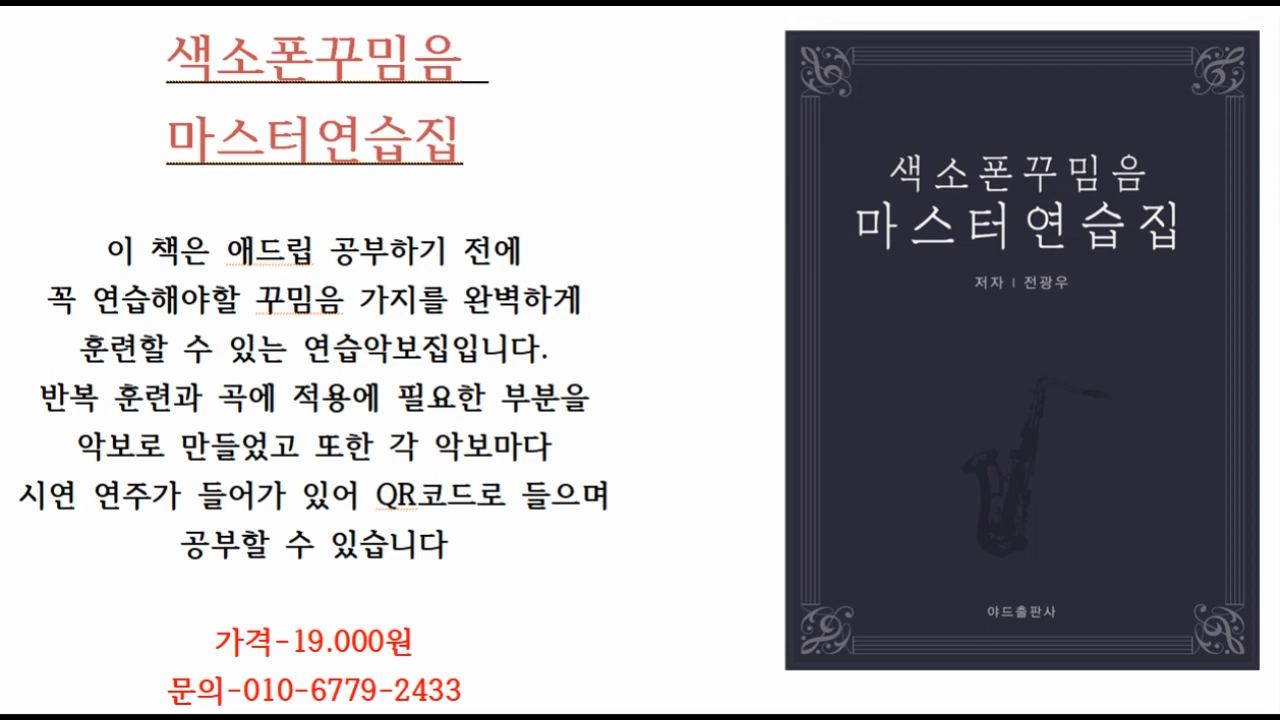 색소폰꾸밈음
마스터연습집
이 책은 애드립 공부하기 전에
꼭 연습해야할 꾸밈음 가지를 완벽하게
훈련할 수 있는 연습악보집입니다.
반복 훈련과 곡에 적용에 필요한 부분을
악보로 만들었고 또한 각 악보마다
시연 연주가 들어가 있어 QR코드로 들으며
공부할 수 있습니다
가격-19.000원
문의-010-6779-2433
색소폰꾸밈음
마스터연습집
저자 | 전광우
야드출판사